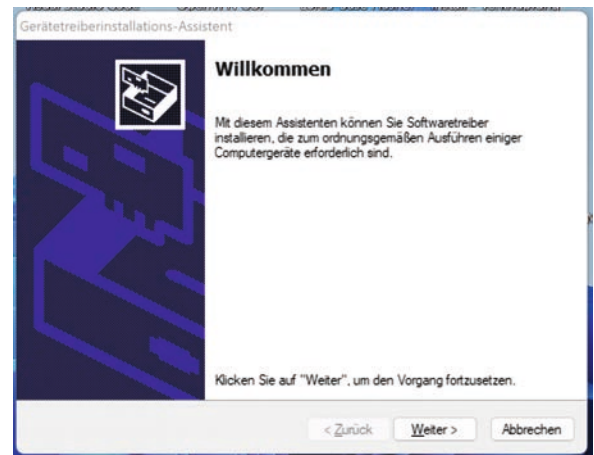 Gerätetreiberinstallations-Assistent
Willkommen
Mit diesem Assistenten können Sie Softwaretreiber
installieren, die zum ordnungsgemäßen Ausführen einiger
Computergeräte erforderlich sind.
Klicken Sie auf "Weiter", um den Vorgang fortzusetzen.
< Zurück Weiter > Abbrechen